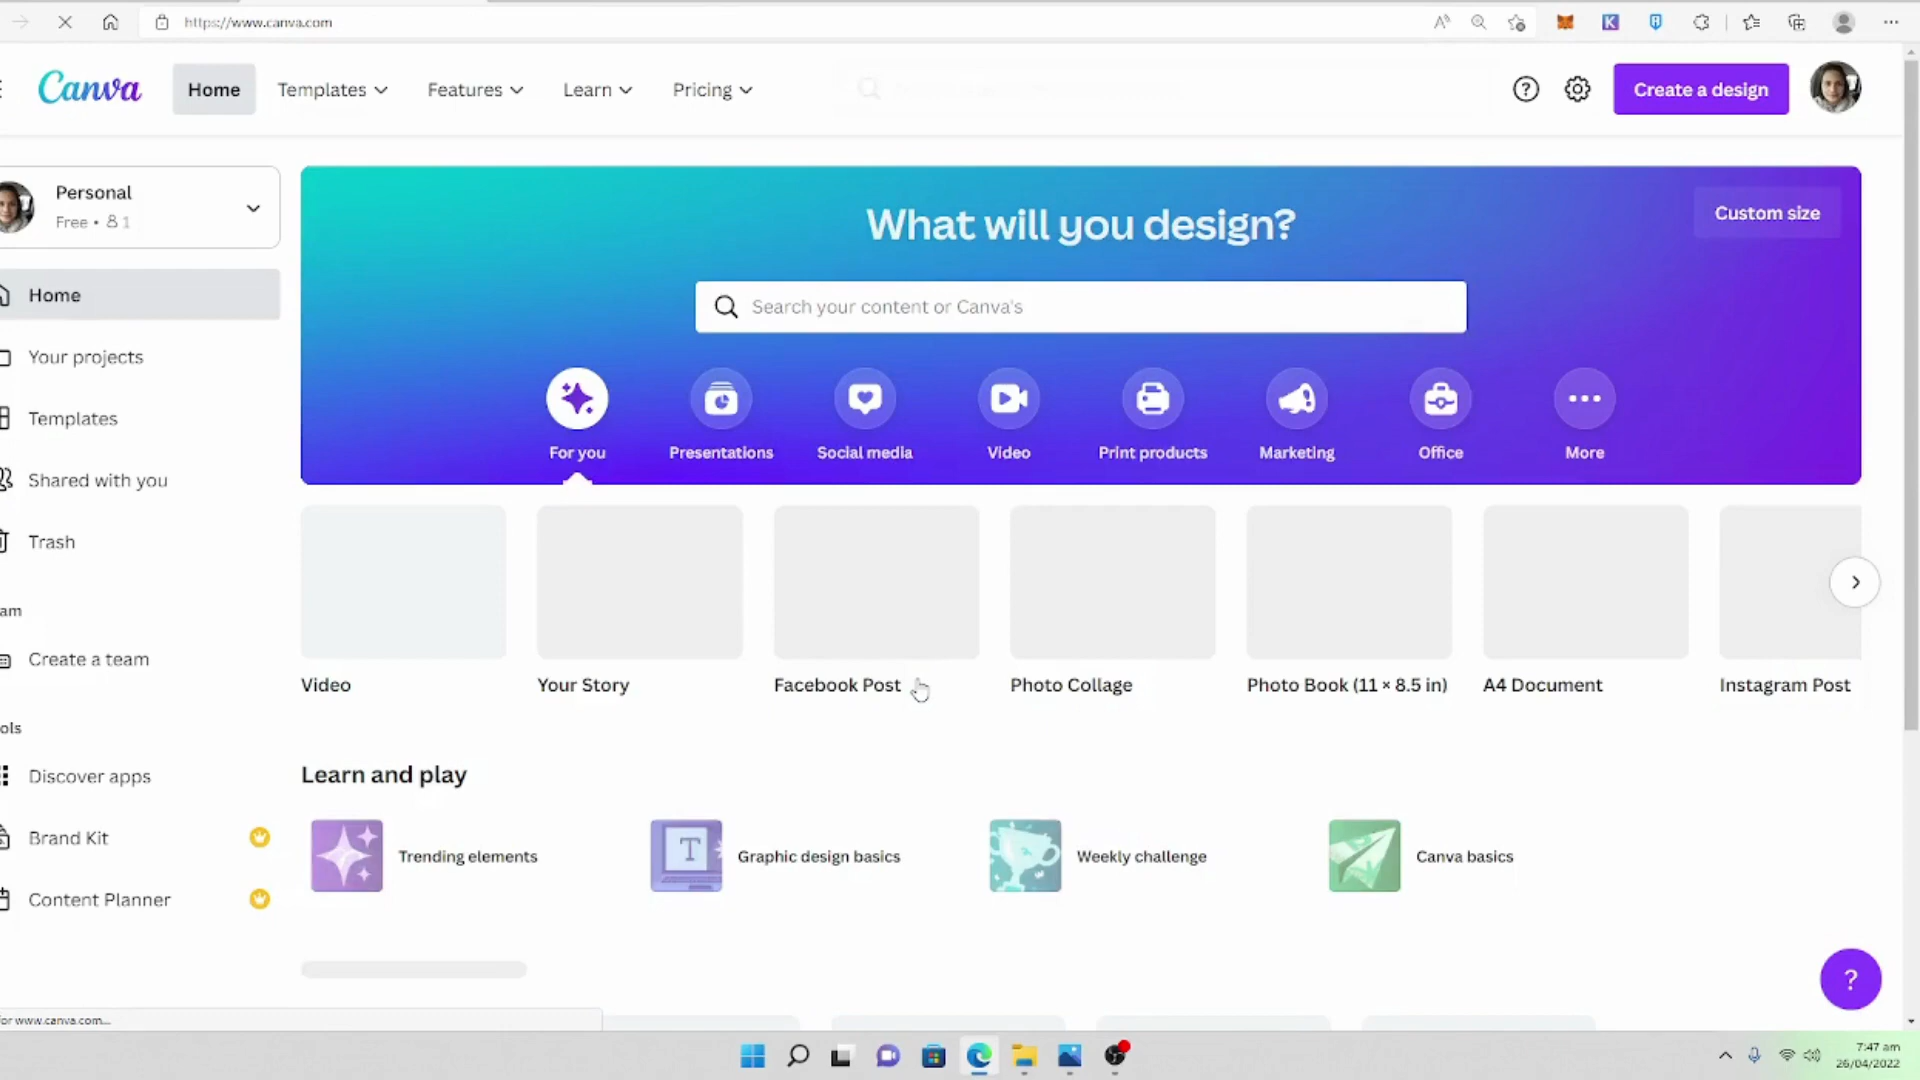 https://www.canva.com
Canva
Home
Templates
Features
Learn
Pricing
Create a design
Personal
Free • 1
What will you design?
Custom size
Search your content or Canva's
Home
Your projects
Templates
Shared with you
Trash
For you
Presentations
Social media
Video
Print products
Marketing
Office
More
Video
Your Story
Facebook Post
Photo Collage
Photo Book (11 × 8.5 in)
A4 Document
Instagram Post
am
Create a team
ols
Discover apps
Brand Kit
Content Planner
Learn and play
Trending elements
Graphic design basics
T
Weekly challenge
Canva basics
?
for www.canva.com...
7:47 am
26/04/2022